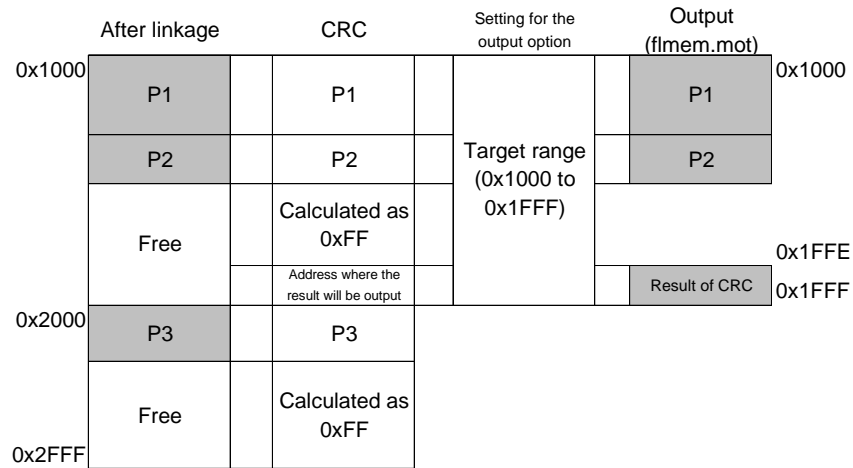 After linkage
CRC
Setting for the
output option
Output
(flmem.mot)
0x1000
P1
P1
P1
0x1000
P2
P2
Target range
(0x1000 to
0x1FFF)
P2
Free
Calculated as
0xFF
0x1FFE
Address where the
result will be output
Result of CRC
0x1FFF
0x2000
P3
P3
Free
Calculated as
0xFF
0x2FFF